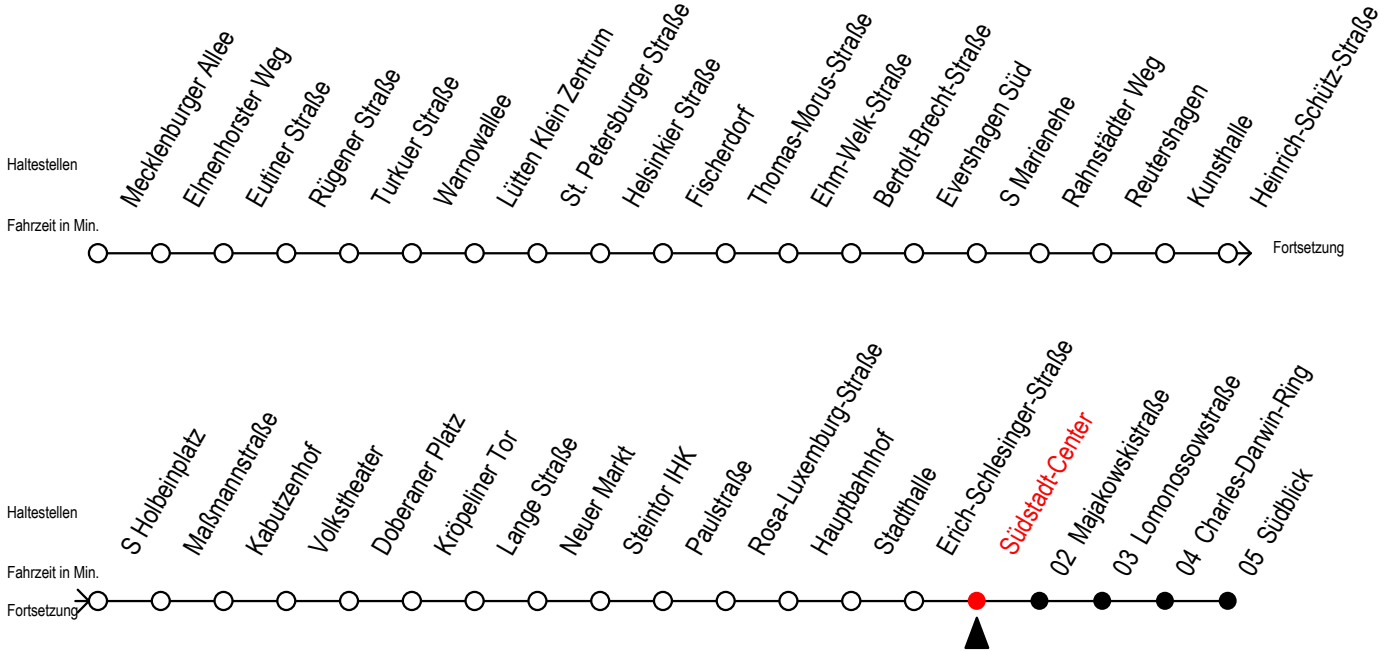 Haltestellen
Mecklenburger Allee
Elmenhorster Weg
Eutiner Straße
Rügener Straße
Turkuer Straße
Warnowallee
Lütten Klein Zentrum
St. Petersburger Straße
Helsinkier Straße
Fischerdorf
Thomas-Morus-Straße
Ehm-Welk-Straße
Bertolt-Brecht-Straße
Evershagen Süd
S Marienehe
Rahnstädter Weg
Reutershagen
Kunsthalle
Heinrich-Schütz-Straße
Fahrzeit in Min.
Fortsetzung
Haltestellen
S Holbeinplatz
Maßmannstraße
Kabutzenhof
Volkstheater
Doberaner Platz
Kröpeliner Tor
Lange Straße
Neuer Markt
Steintor IHK
Paulstraße
Rosa-Luxemburg-Straße
Hauptbahnhof
Stadthalle
Erich-Schlesinger-Straße
Südstadt-Center
02 Majakowskistraße
03 Lomonossowstraße
04 Charles-Darwin-Ring
05 Südblick
Fahrzeit in Min.
Fortsetzung